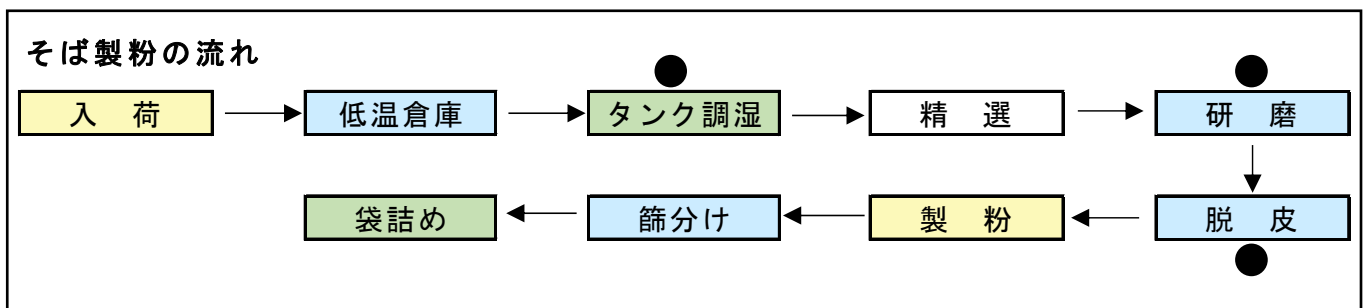 そば製粉の流れ
入 荷
低温倉庫
タンク調湿
精 選
研 磨
脱 皮
製 粉
篩分け
袋詰め